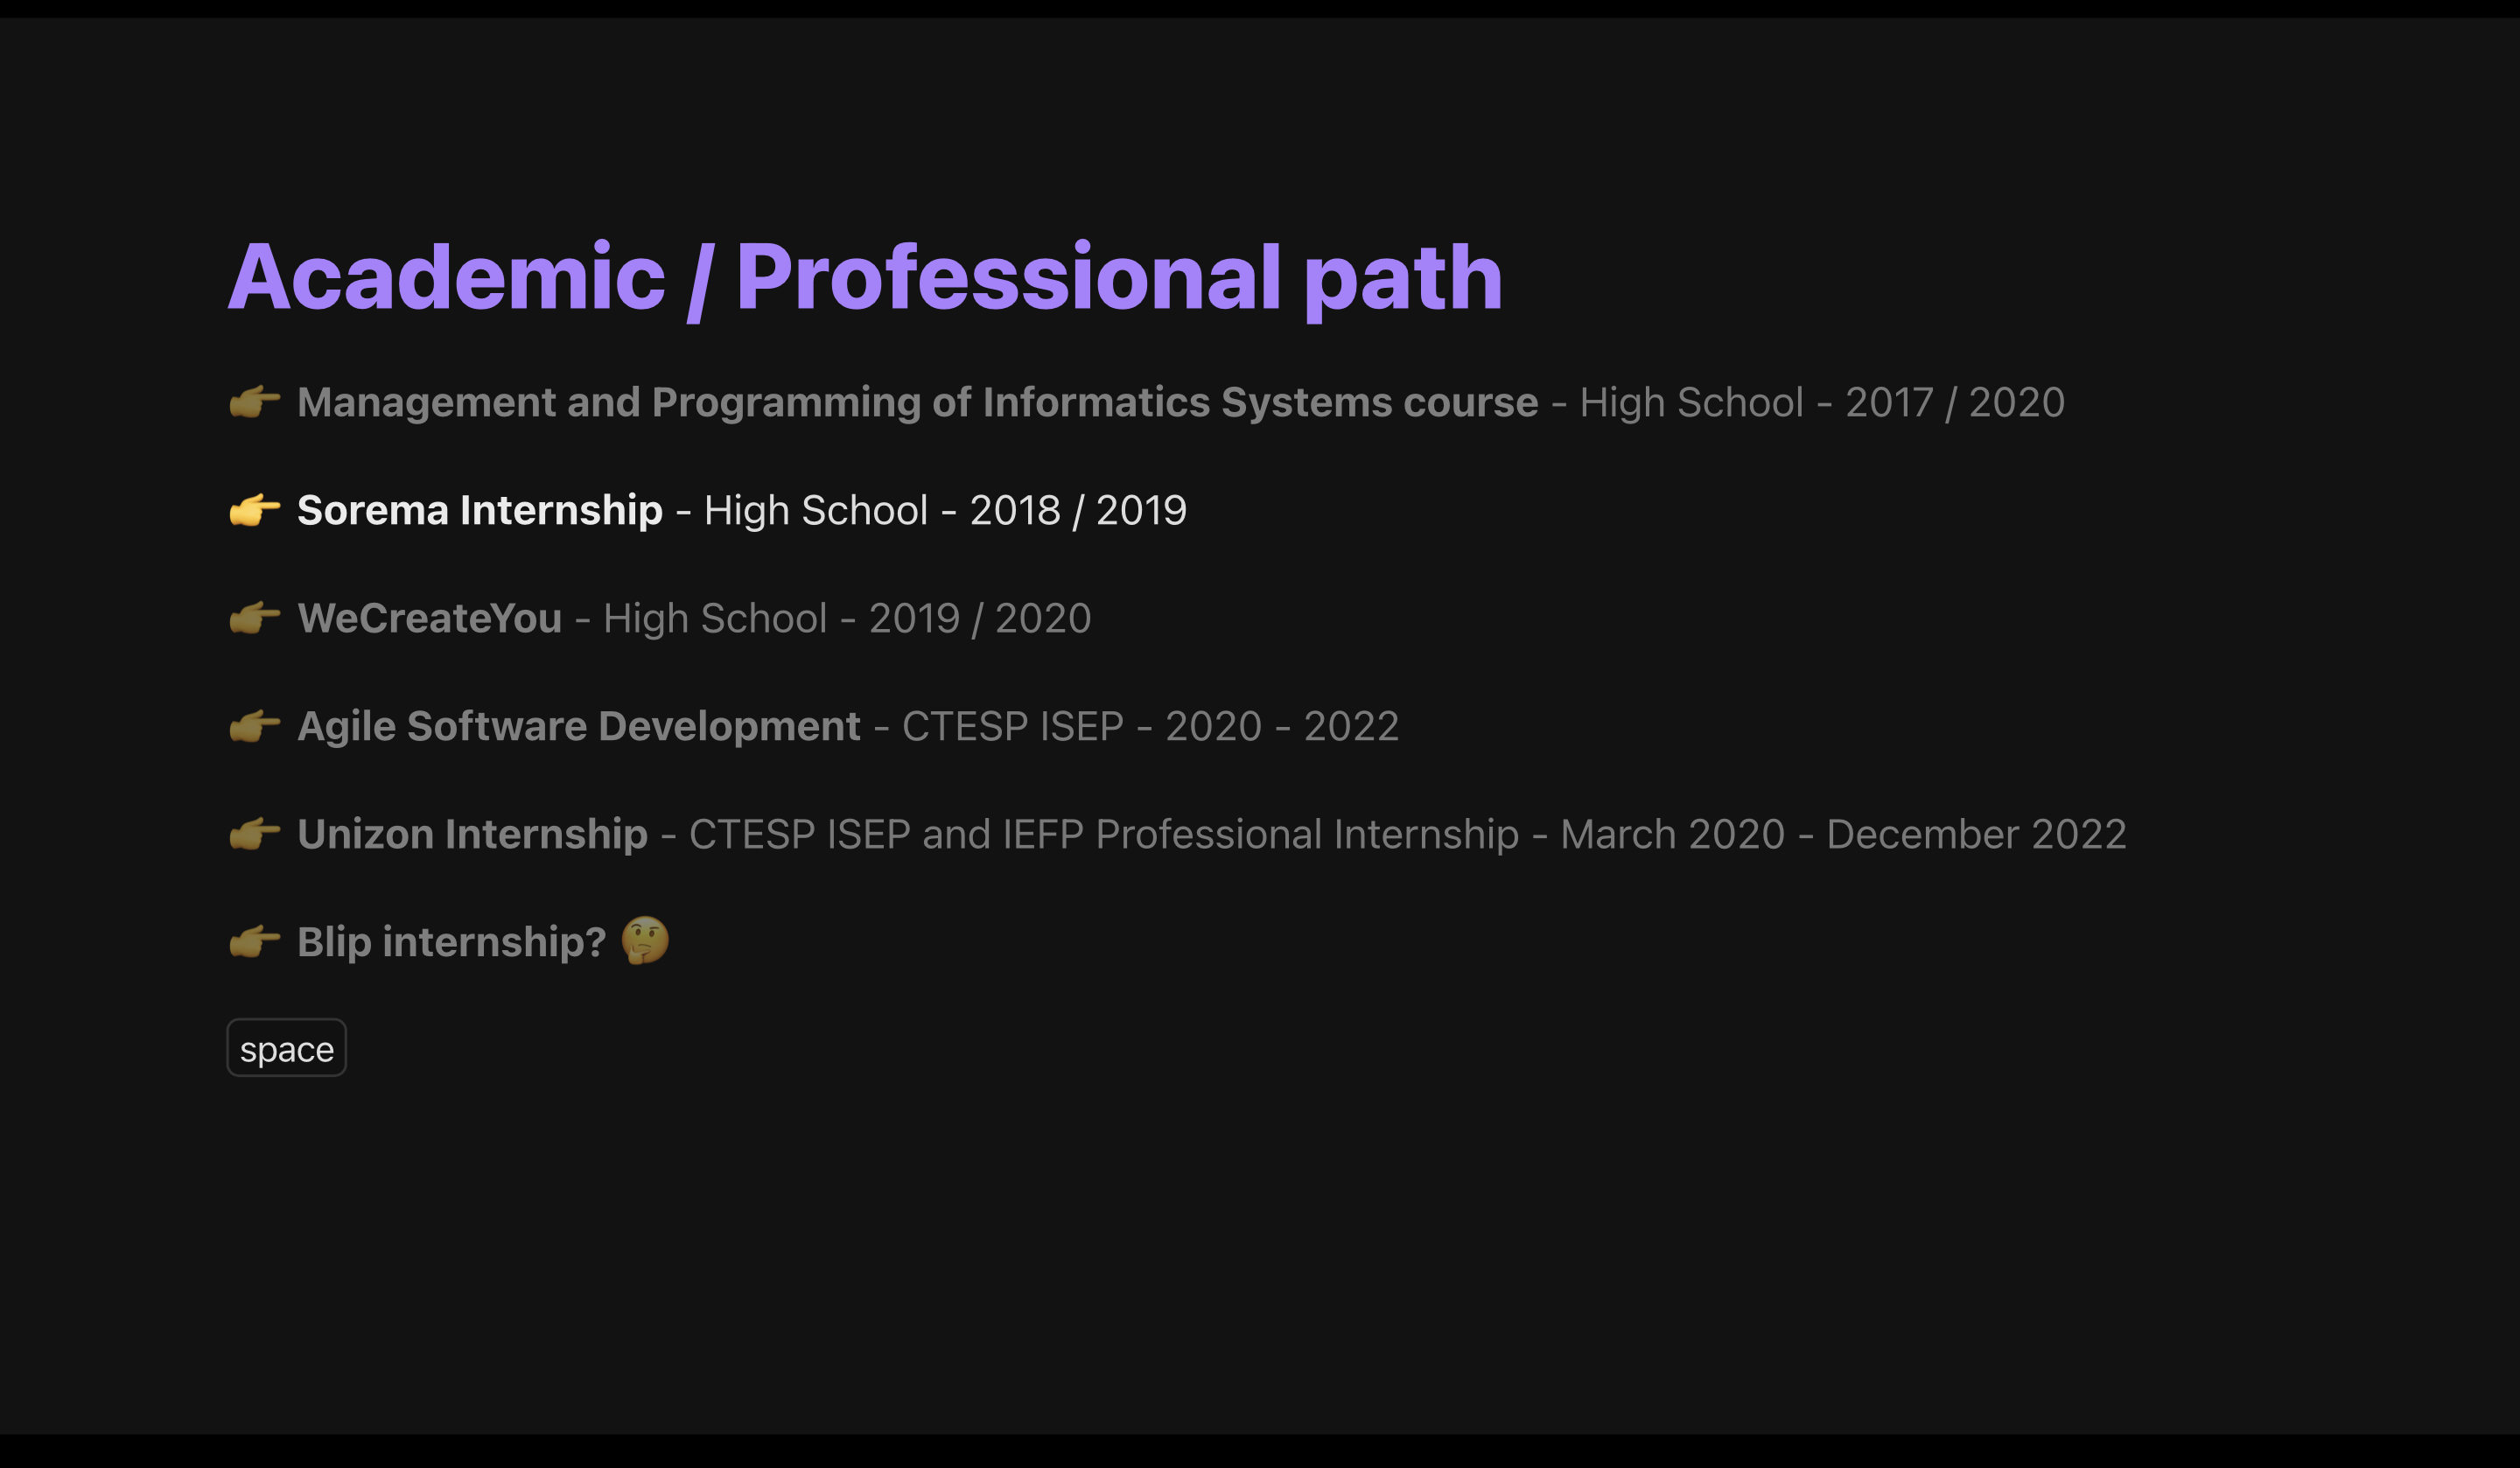 Academic / Professional path
👉 Management and Programming of Informatics Systems course - High School - 2017 / 2020
👉 Sorema Internship - High School - 2018 / 2019
👉 WeCreateYou - High School - 2019 / 2020
👉 Agile Software Development - CTESP ISEP - 2020 - 2022
👉 Unizon Internship - CTESP ISEP and IEFP Professional Internship - March 2020 - December 2022
👉 Blip internship? 🤔
space